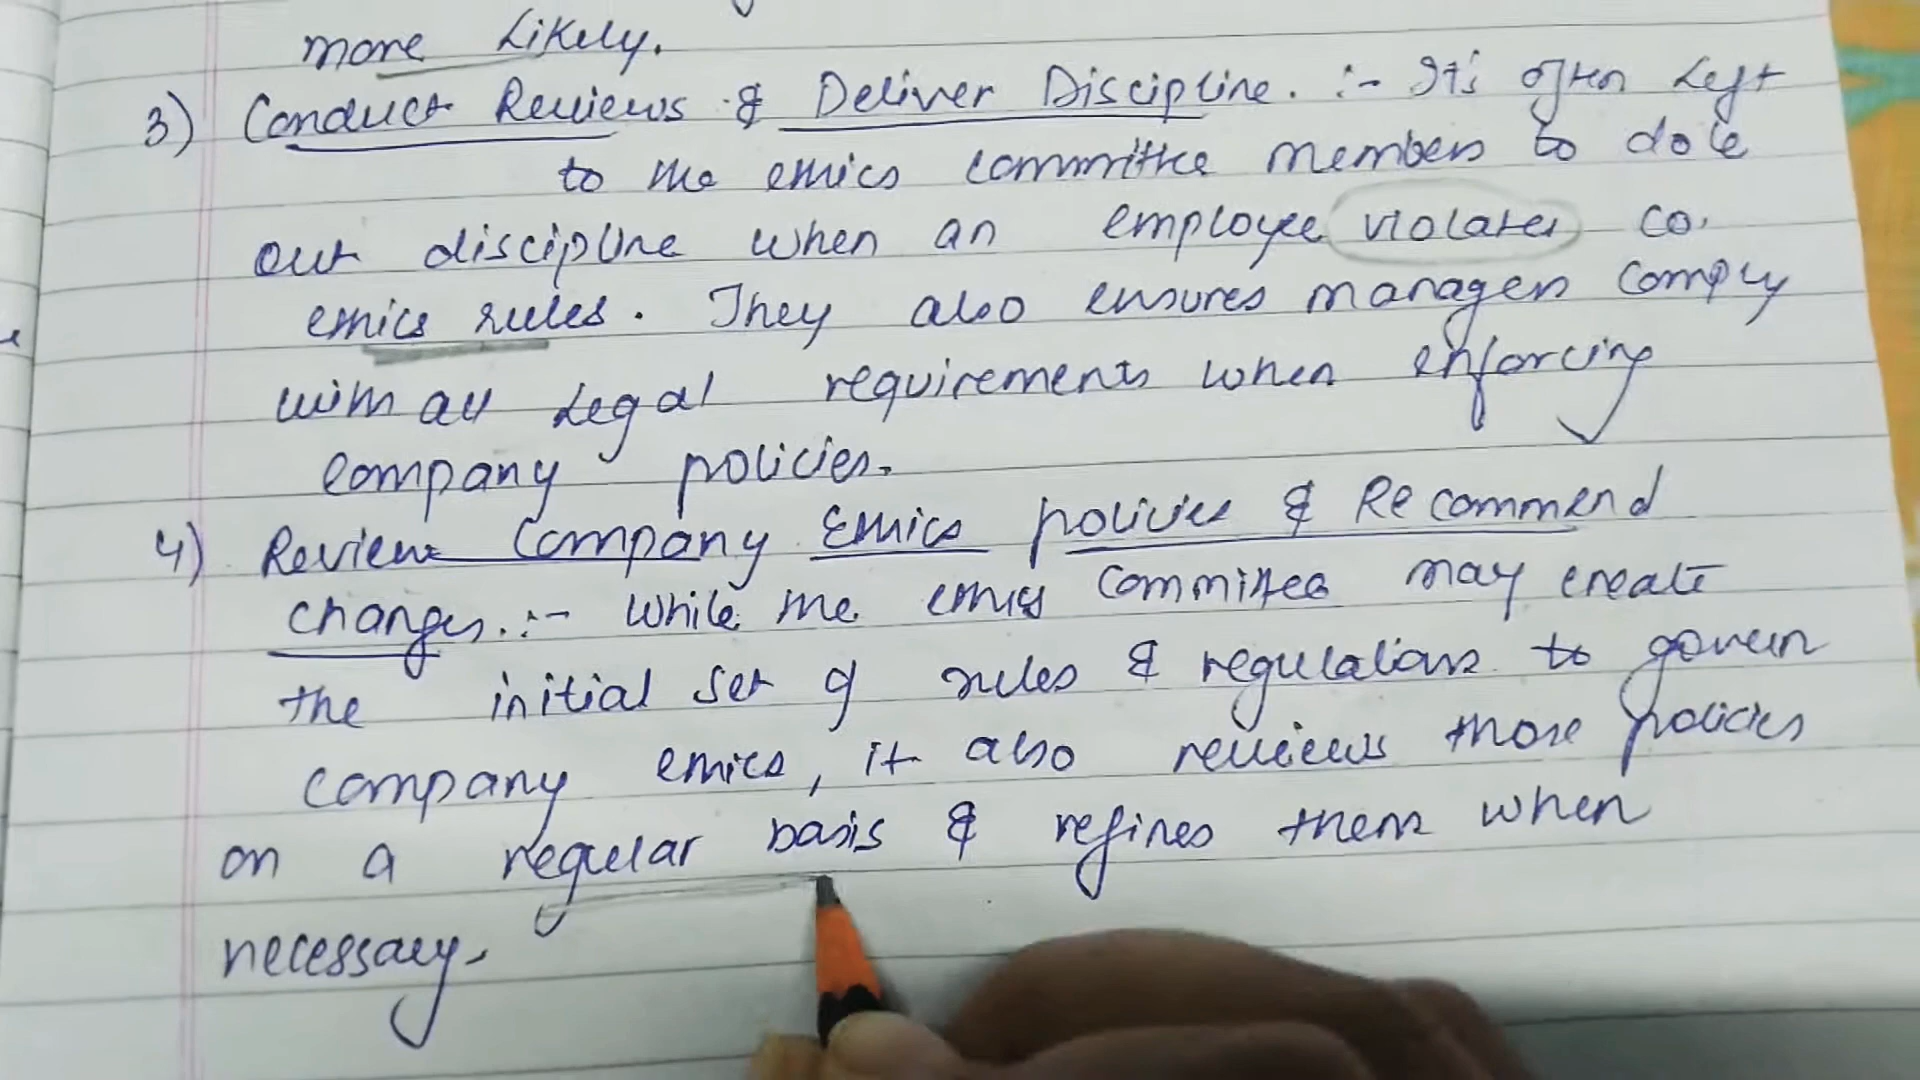 more Likely.
3) Conduct Reviews & Deliver Discipline. :- It's often Left
to the ethics committee members to dole
out discipline when an employee violates co.
ethics rules. They also ensures managers comply
with all Legal requirements when enforcing
company policies.
4) Review Company Ethics policies & Recommend
changes. :- While the ethics committee may create
the initial set of rules & regulations to govern
company ethics, it also reviews those policies
on a regular basis & refines them when
necessary.